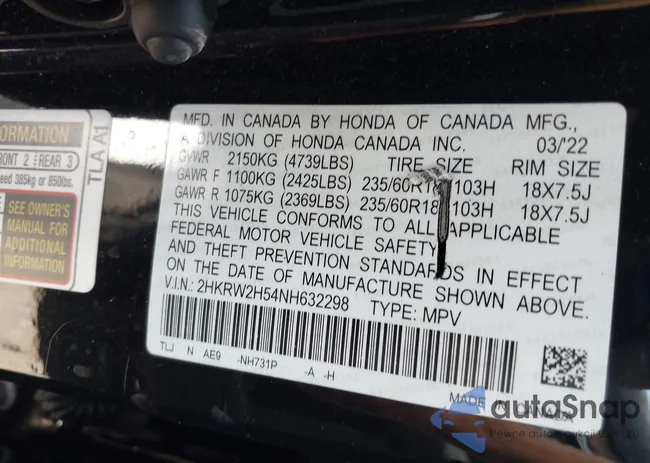 ORMATION
RONT 2 REAR 3
eed 385kg or 850lbs.
SEE OWNER'S
MANUAL FOR
ADDITIONAL
INFORMATION
TLA A1
MFD. IN CANADA BY HONDA OF CANADA MFG.,
A DIVISION OF HONDA CANADA INC. 03/'22
GVWR 2150KG (4739LBS) TIRE SIZE RIM SIZE
GAWR F 1100KG (2425LBS) 235/60R18 103H 18X7.5J
GAWR R 1075KG (2369LBS) 235/60R18 103H 18X7.5J
THIS VEHICLE CONFORMS TO ALL APPLICABLE
FEDERAL MOTOR VEHICLE SAFETY
AND THEFT PREVENTION STANDARDS IN EFFECT
ON THE DATE OF MANUFACTURE SHOWN ABOVE.
V.I.N.: 2HKRW2H54NH632298 TYPE: MPV
TLJ N AE9 -NH731P -A -H
MADE CANADA
autoSnap